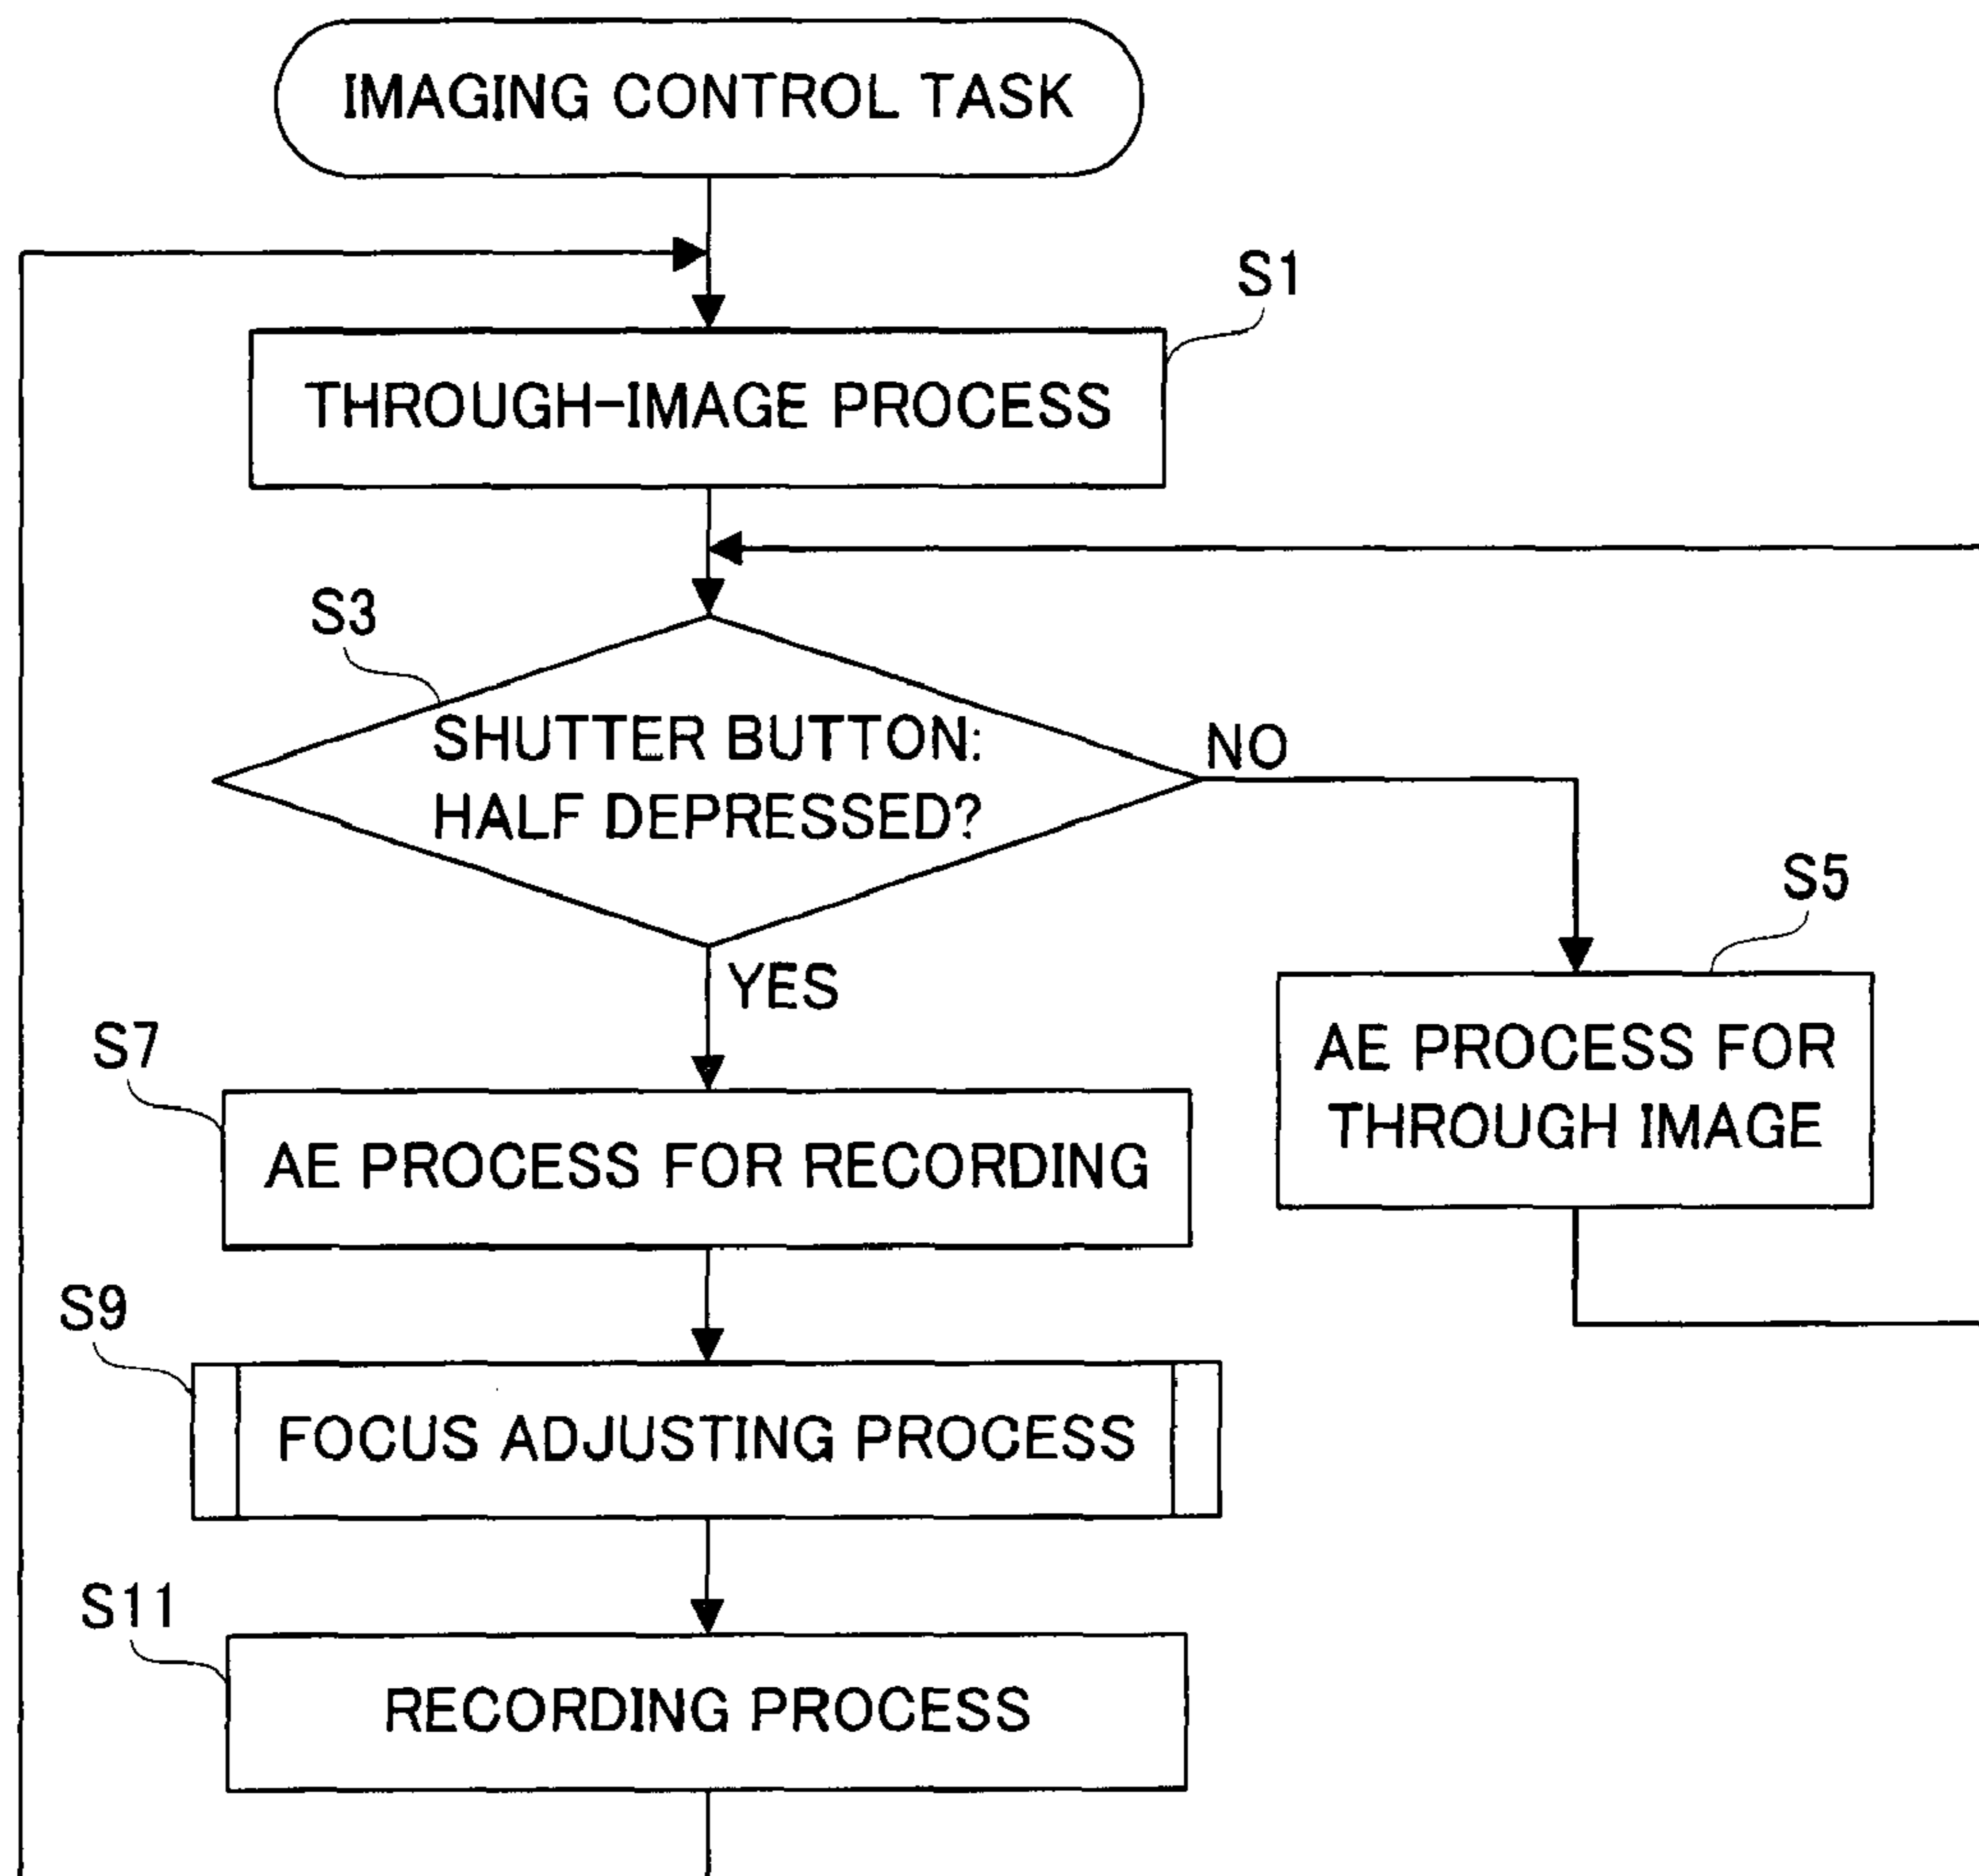 IMAGING CONTROL TASK
S1
THROUGH-IMAGE PROCESS
S3
SHUTTER BUTTON:
HALF DEPRESSED?
NO
YES
S5
AE PROCESS FOR
THROUGH IMAGE
S7
AE PROCESS FOR RECORDING
S9
FOCUS ADJUSTING PROCESS
S11
RECORDING PROCESS